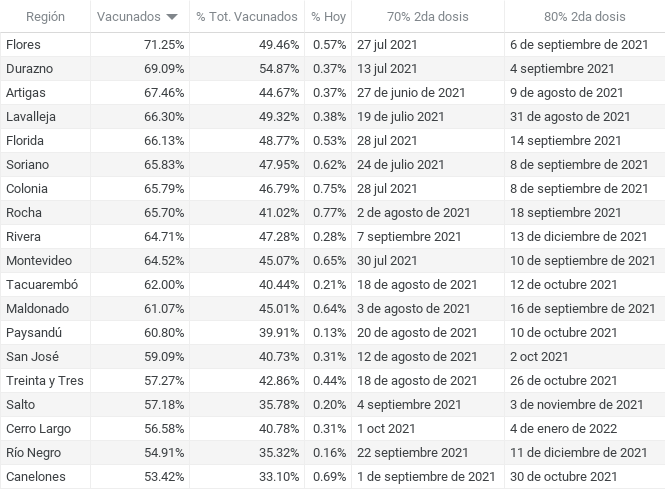 Región Vacunados % Tot. Vacunados % Hoy 70% 2da dosis 80% 2da dosis
Flores 71.25% 49.46% 0.57% 27 jul 2021 6 de septiembre de 2021
Durazno 69.09% 54.87% 0.37% 13 jul 2021 4 septiembre 2021
Artigas 67.46% 44.67% 0.37% 27 de junio de 2021 9 de agosto de 2021
Lavalleja 66.30% 49.32% 0.38% 19 de julio de 2021 31 de agosto de 2021
Florida 66.13% 48.77% 0.53% 28 jul 2021 14 septiembre 2021
Soriano 65.83% 47.95% 0.62% 24 de julio de 2021 8 de septiembre de 2021
Colonia 65.79% 46.79% 0.75% 28 jul 2021 8 de septiembre de 2021
Rocha 65.70% 41.02% 0.77% 2 de agosto de 2021 18 septiembre 2021
Rivera 64.71% 47.28% 0.28% 7 septiembre 2021 13 de diciembre de 2021
Montevideo 64.52% 45.07% 0.65% 30 jul 2021 10 de septiembre de 2021
Tacuarembó 62.00% 40.44% 0.21% 18 de agosto de 2021 12 de octubre 2021
Maldonado 61.07% 45.01% 0.64% 3 de agosto de 2021 16 de septiembre de 2021
Paysandú 60.80% 39.91% 0.13% 20 de agosto de 2021 10 de octubre 2021
San José 59.09% 40.73% 0.31% 12 de agosto de 2021 2 oct 2021
Treinta y Tres 57.27% 42.86% 0.44% 18 de agosto de 2021 26 de octubre 2021
Salto 57.18% 35.78% 0.20% 4 septiembre 2021 3 de noviembre de 2021
Cerro Largo 56.58% 40.78% 0.31% 1 oct 2021 4 de enero de 2022
Río Negro 54.91% 35.32% 0.16% 22 septiembre 2021 11 de diciembre de 2021
Canelones 53.42% 33.10% 0.69% 1 de septiembre de 2021 30 de octubre 2021